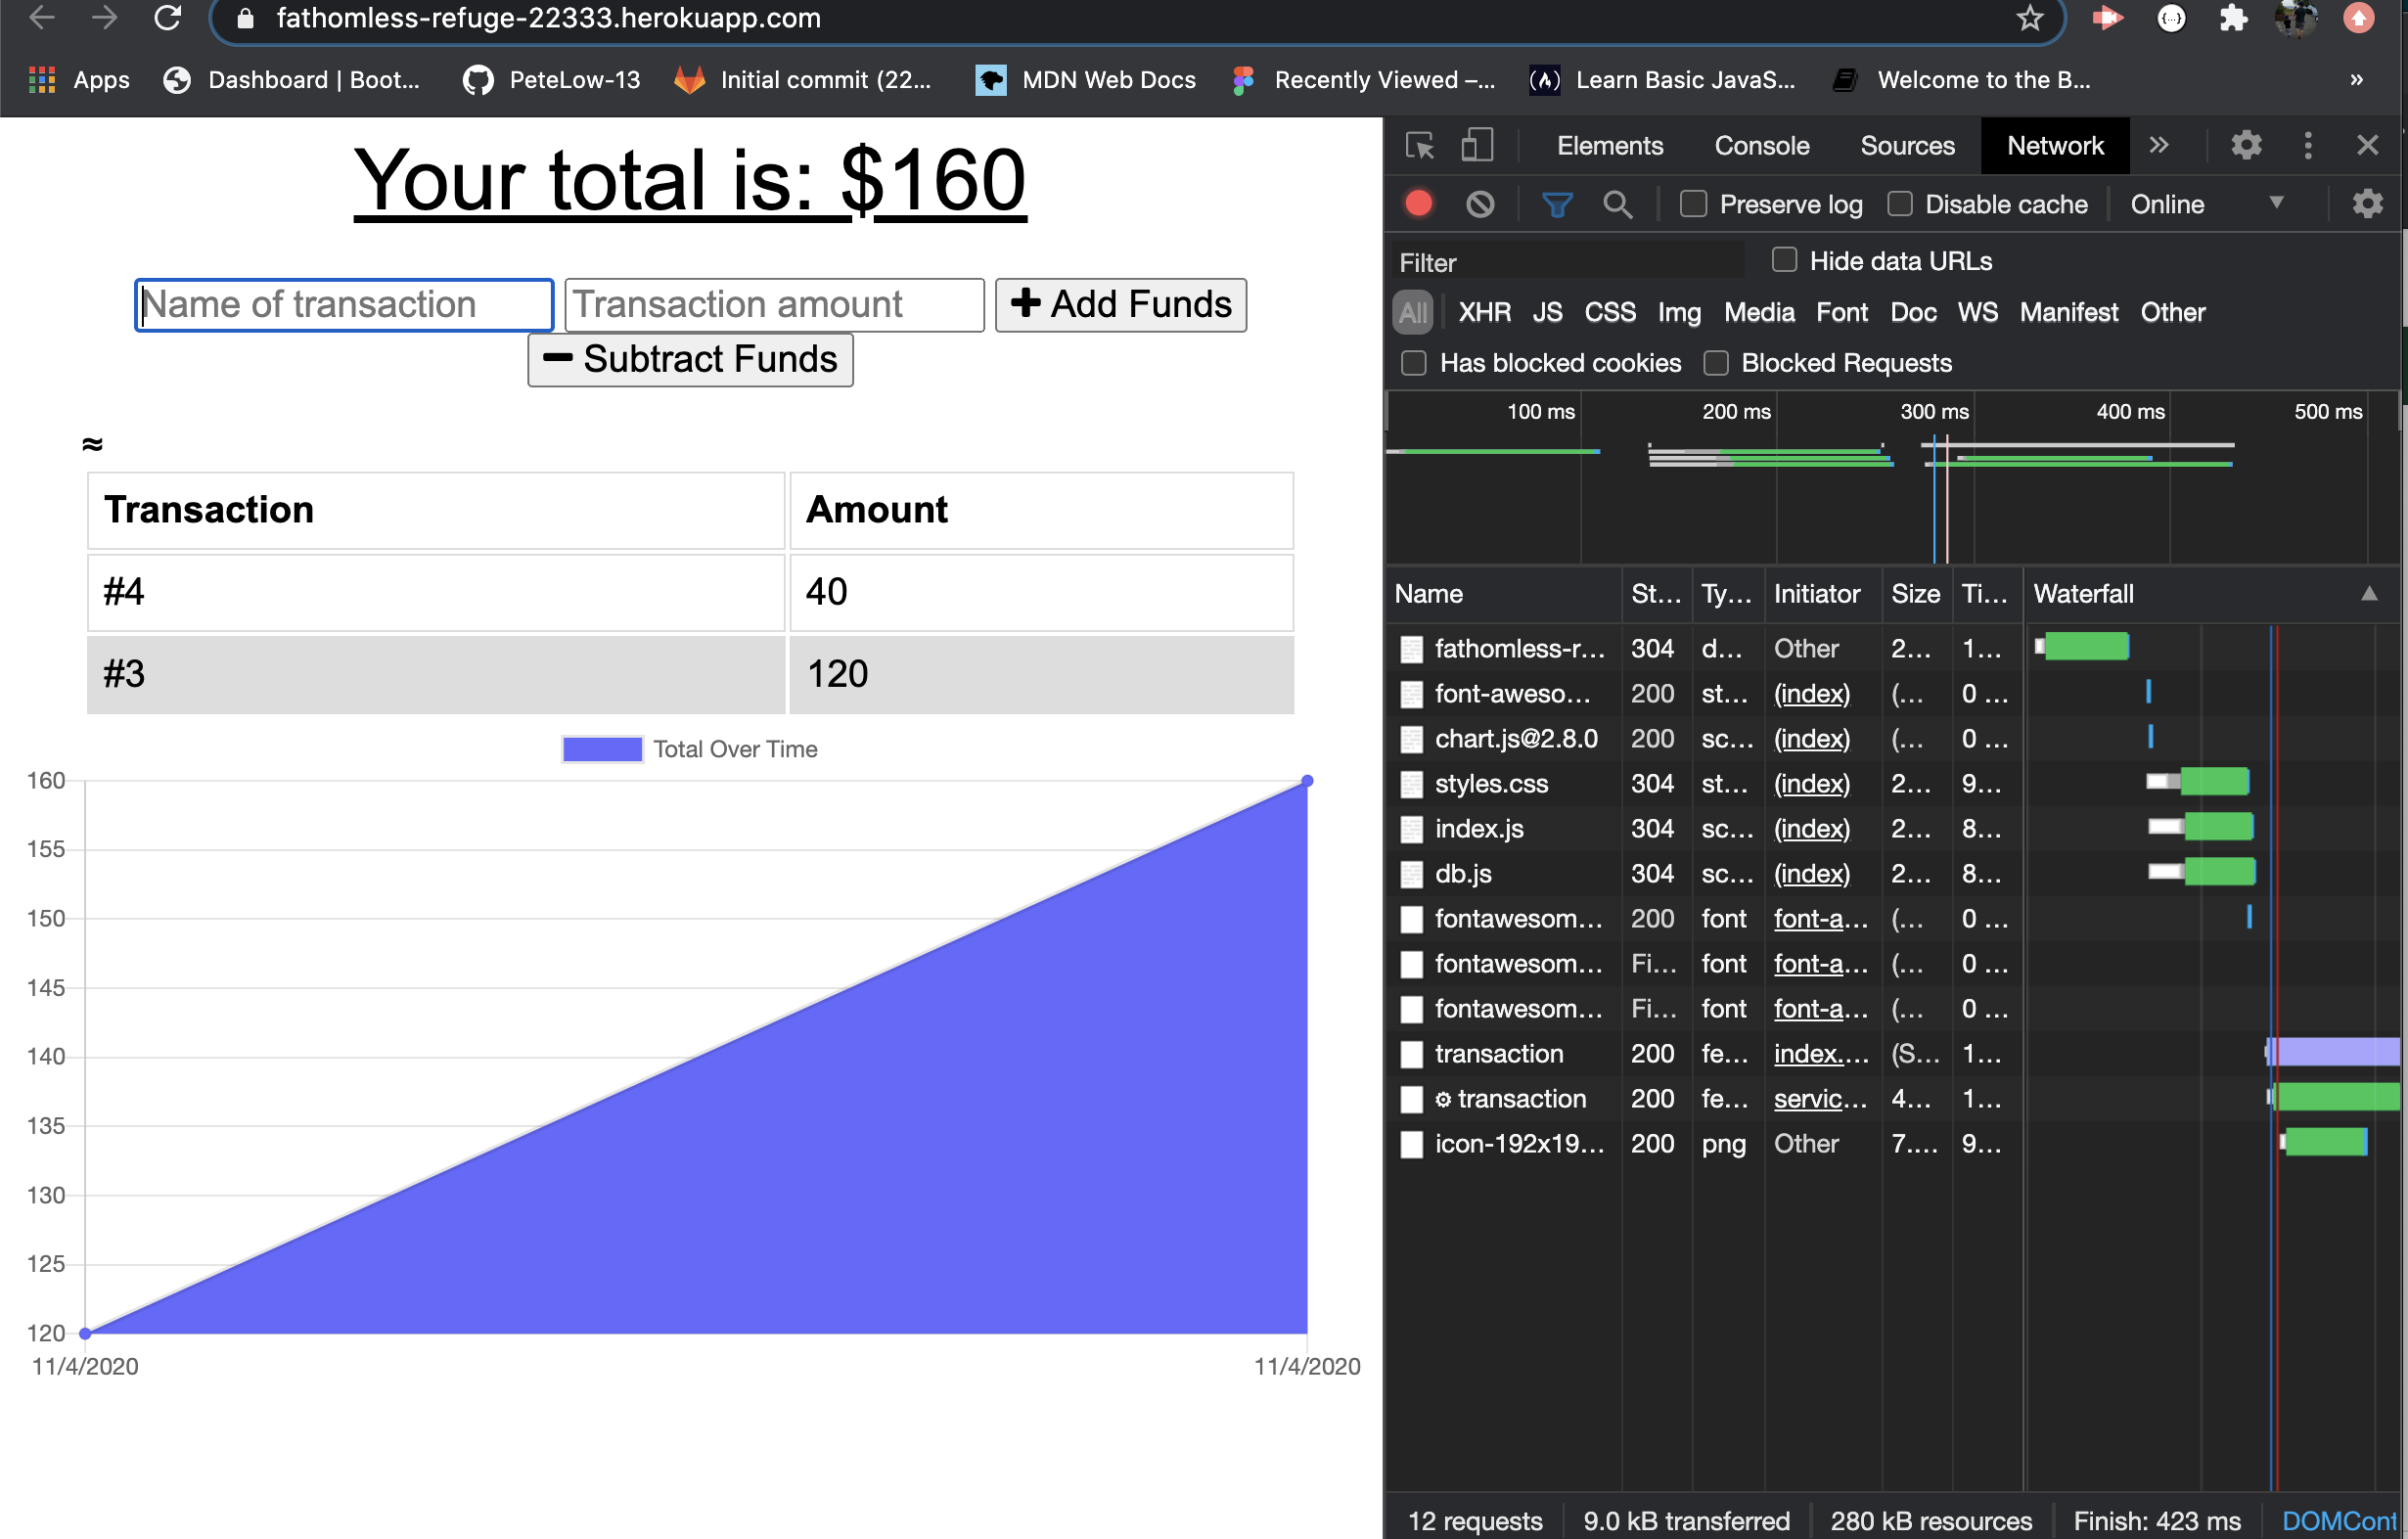 fathomless-refuge-22333.herokuapp.com
Apps Dashboard | Boot... PeteLow-13 Initial commit (22... MDN Web Docs Recently Viewed –... Learn Basic JavaS... Welcome to the B... »
Your total is: $160
Name of transaction Transaction amount + Add Funds
− Subtract Funds
≈
Transaction Amount
#4 40
#3 120
Total Over Time
160
155
150
145
140
135
130
125
120
11/4/2020 11/4/2020
Elements Console Sources Network »
Preserve log Disable cache Online
Filter Hide data URLs
All XHR JS CSS Img Media Font Doc WS Manifest Other
Has blocked cookies Blocked Requests
100 ms 200 ms 300 ms 400 ms 500 ms
Name St... Ty... Initiator Size Ti... Waterfall
fathomless-r... 304 d... Other 2... 1...
font-aweso... 200 st... (index) (... 0 ...
chart.js@2.8.0 200 sc... (index) (... 0 ...
styles.css 304 st... (index) 2... 9...
index.js 304 sc... (index) 2... 8...
db.js 304 sc... (index) 2... 8...
fontawesom... 200 font font-a... (... 0 ...
fontawesom... Fi... font font-a... (... 0 ...
fontawesom... Fi... font font-a... (... 0 ...
transaction 200 fe... index.... (S... 1...
transaction 200 fe... servic... 4... 1...
icon-192x19... 200 png Other 7.... 9...
12 requests 9.0 kB transferred 280 kB resources Finish: 423 ms DOMCont